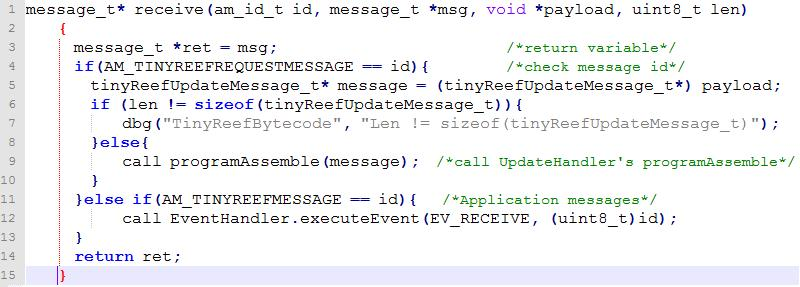 1 message_t* receive(am_id_t id, message_t *msg, void *payload, uint8_t len)
2 {
3 message_t *ret = msg; /*return variable*/
4 if(AM_TINYREEFREQUESTMESSAGE == id){ /*check message id*/
5 tinyReefUpdateMessage_t* message = (tinyReefUpdateMessage_t*) payload;
6 if (len != sizeof(tinyReefUpdateMessage_t)){
7 dbg("TinyReefBytecode", "Len != sizeof(tinyReefUpdateMessage_t)");
8 }else{
9 call programAssemble(message); /*call UpdateHandler's programAssemble*/
10 }
11 }else if(AM_TINYREEFMESSAGE == id){ /*Application messages*/
12 call EventHandler.executeEvent(EV_RECEIVE, (uint8_t)id);
13 }
14 return ret;
15 }